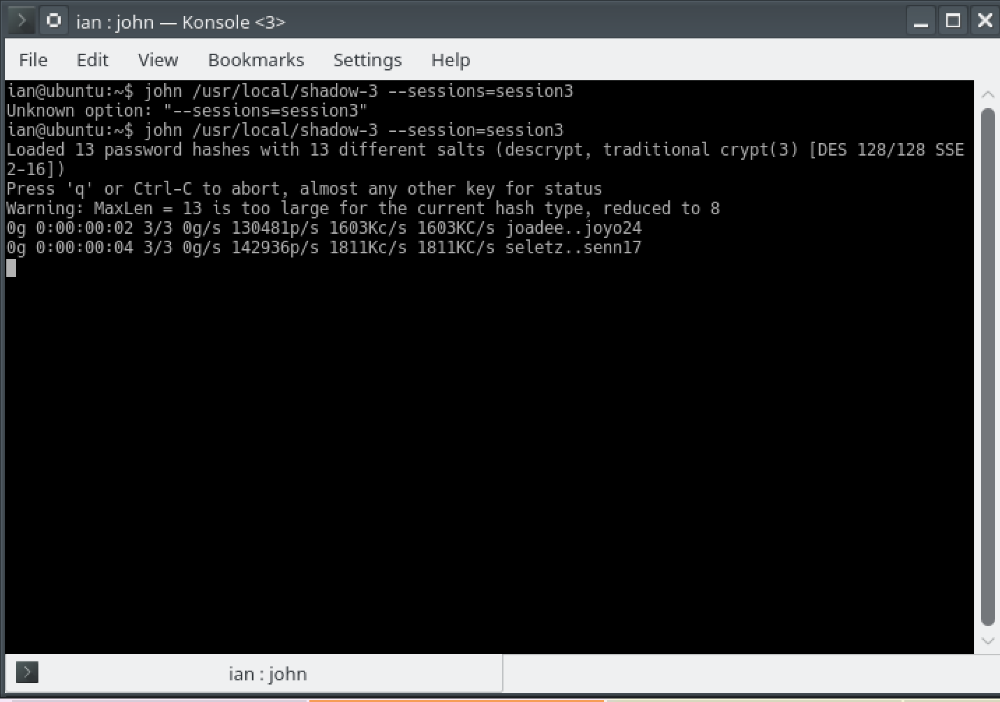 ian : john — Konsole <3>
File Edit View Bookmarks Settings Help
ian@ubuntu:~$ john /usr/local/shadow-3 --sessions=session3
Unknown option: "--sessions=session3"
ian@ubuntu:~$ john /usr/local/shadow-3 --session=session3
Loaded 13 password hashes with 13 different salts (descrypt, traditional crypt(3) [DES 128/128 SSE
2-16])
Press 'q' or Ctrl-C to abort, almost any other key for status
Warning: MaxLen = 13 is too large for the current hash type, reduced to 8
0g 0:00:00:02 3/3 0g/s 130481p/s 1603Kc/s 1603KC/s joadee..joyo24
0g 0:00:00:04 3/3 0g/s 142936p/s 1811Kc/s 1811KC/s seletz..senn17
ian : john